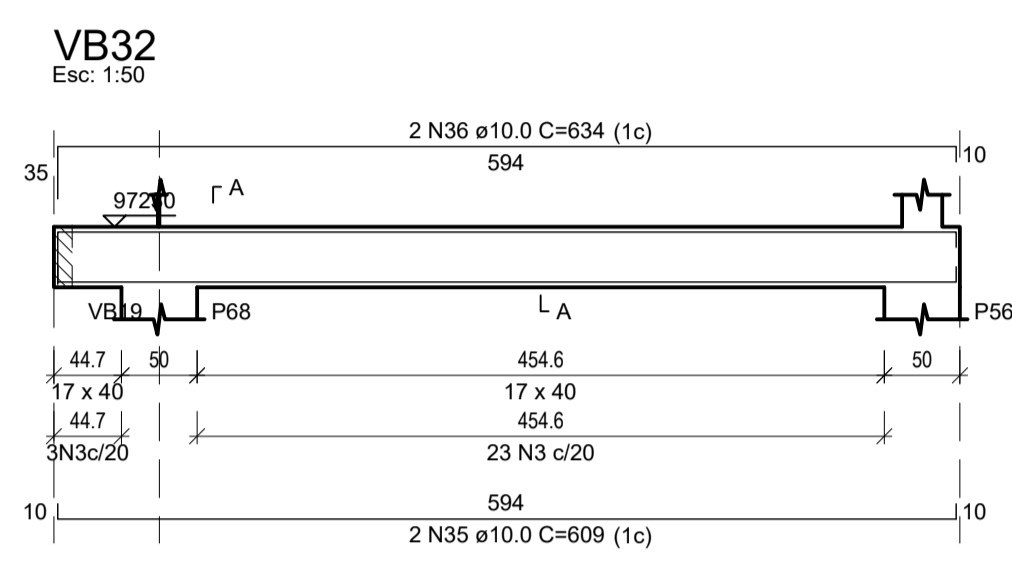 VB32
Esc: 1:50
2 N36 ø10.0 C=634 (1c)
594
35
10
A
VB19
P68
A
P56
44.7
50
454.6
50
17 x 40
17 x 40
44.7
454.6
3N3c/20
23 N3 c/20
10
594
10
2 N35 ø10.0 C=609 (1c)